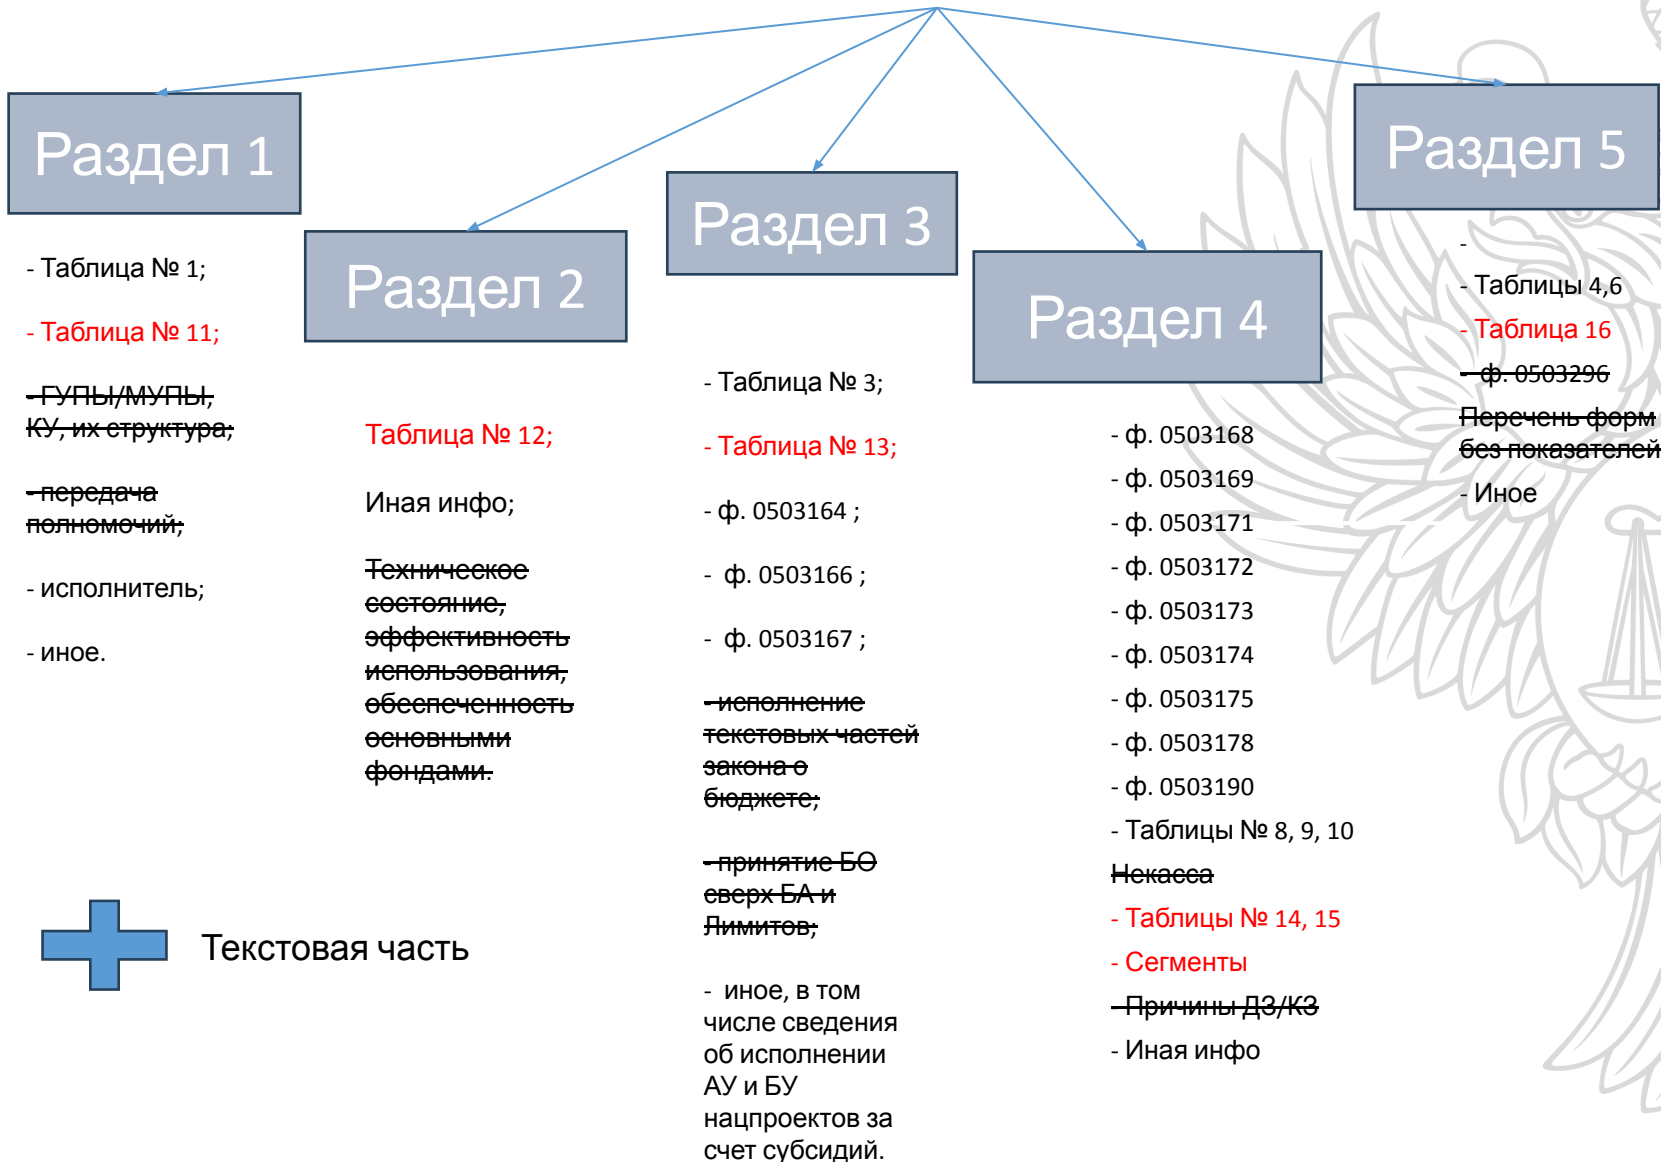 Раздел 1
- Таблица № 1;
- Таблица № 11;
- ГУПЫ/МУПЫ,
КУ, их структура;
- передача
полномочий;
- исполнитель;
- иное.
Раздел 2
Таблица № 12;
Иная инфо;
Техническое
состояние,
эффективность
использования,
обеспеченность
основными
фондами.
Раздел 3
- Таблица № 3;
- Таблица № 13;
- ф. 0503164 ;
- ф. 0503166 ;
- ф. 0503167 ;
- исполнение
текстовых частей
закона о
бюджете;
- принятие БО
сверх БА и
Лимитов;
- иное, в том
числе сведения
об исполнении
АУ и БУ
нацпроектов за
счет субсидий.
Раздел 4
- ф. 0503168
- ф. 0503169
- ф. 0503171
- ф. 0503172
- ф. 0503173
- ф. 0503174
- ф. 0503175
- ф. 0503178
- ф. 0503190
- Таблицы № 8, 9, 10
Некасса
- Таблицы № 14, 15
- Сегменты
- Причины ДЗ/КЗ
- Иная инфо
Раздел 5
-
- Таблицы 4,6
- Таблица 16
- ф. 0503296
Перечень форм
без показателей
- Иное
Текстовая часть